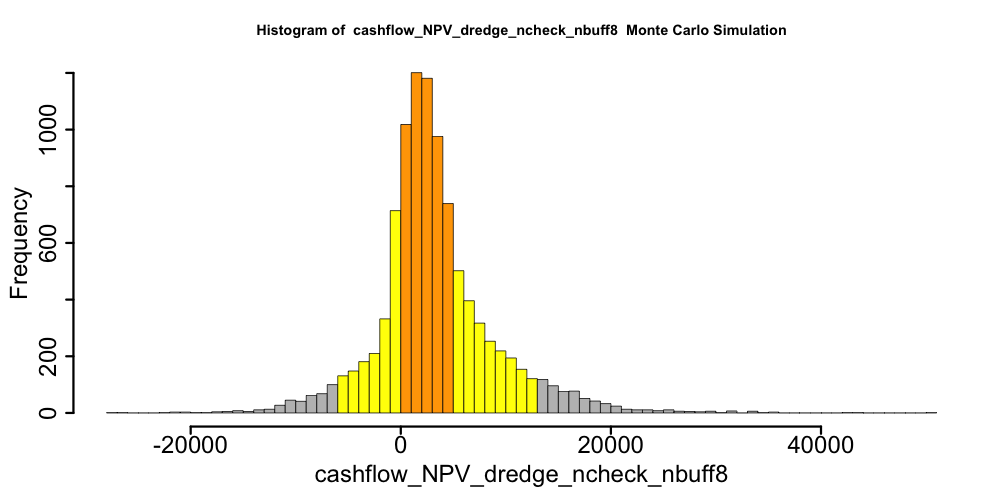 Histogram of cashflow_NPV_dredge_ncheck_nbuff8 Monte Carlo Simulation
Frequency
1000
600
200
0
-20000 0 20000 40000
cashflow_NPV_dredge_ncheck_nbuff8